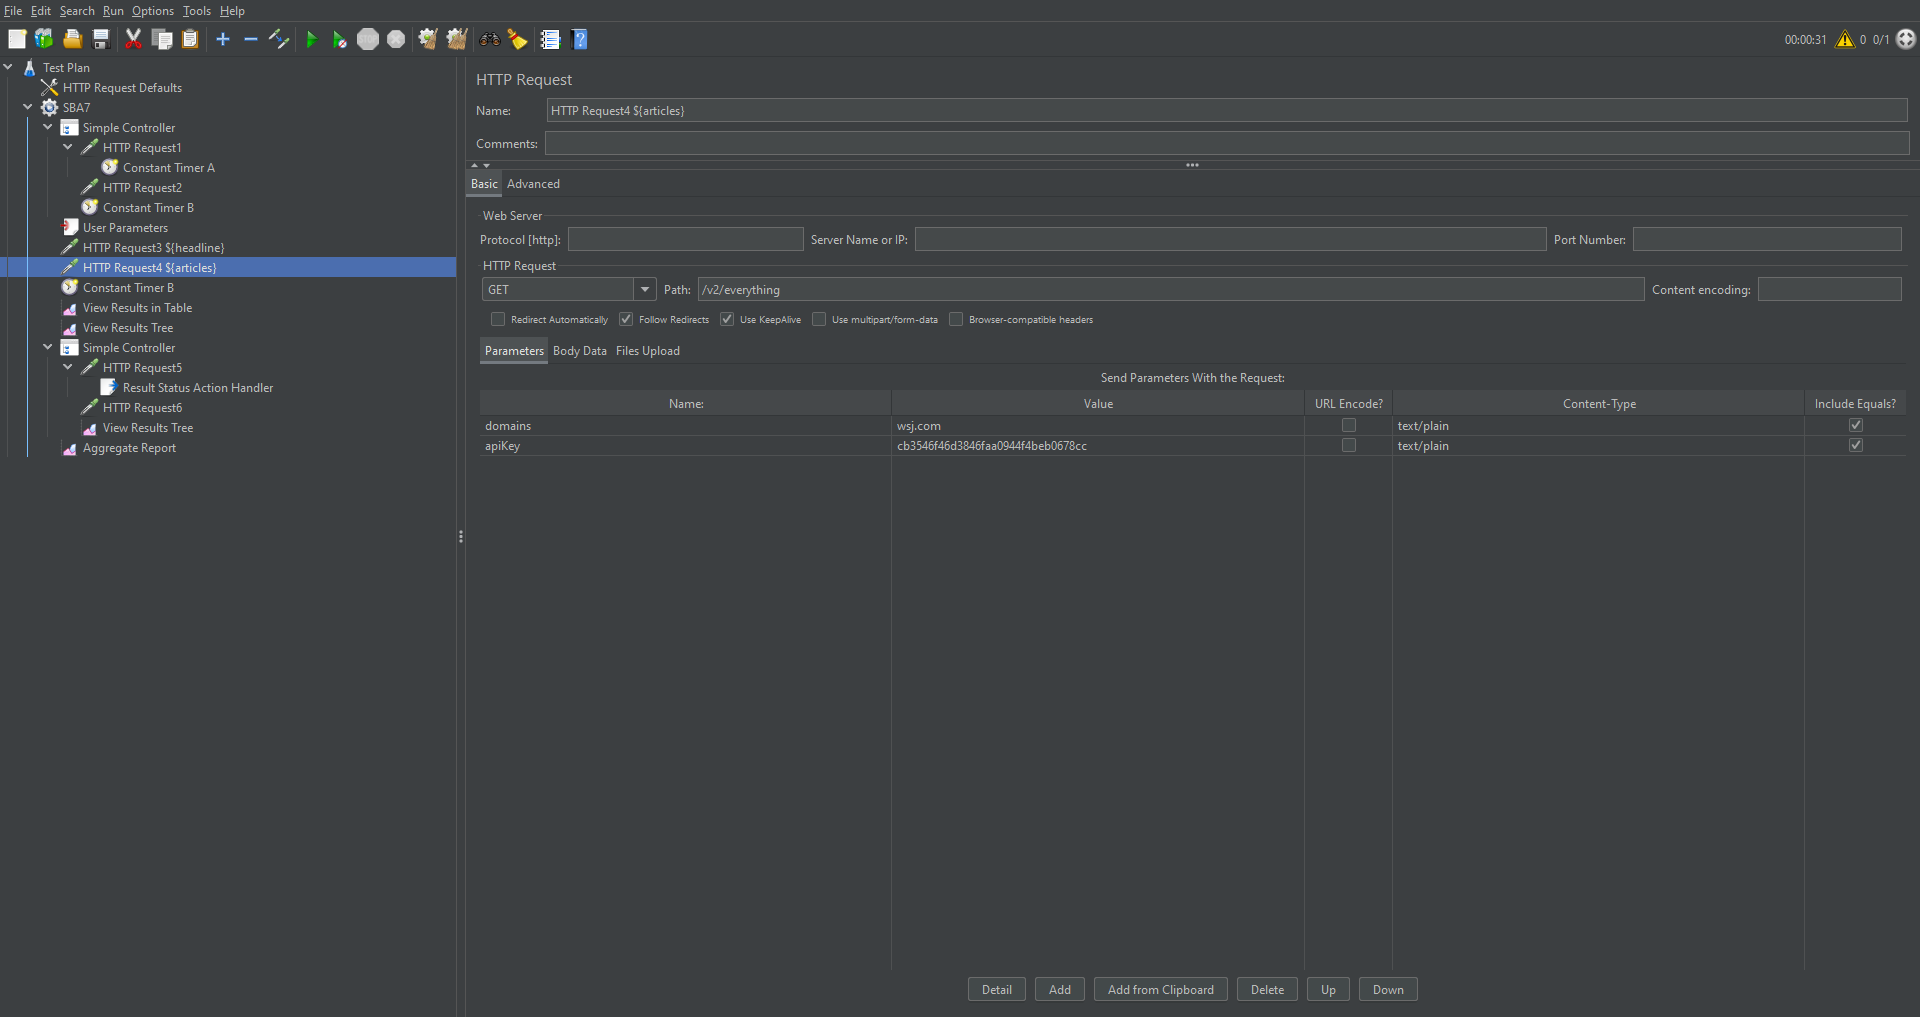 File Edit Search Run Options Tools Help
00:00:31 0 0/1
Test Plan
HTTP Request Defaults
SBA7
Simple Controller
HTTP Request1
Constant Timer A
HTTP Request2
Constant Timer B
User Parameters
HTTP Request3 ${headline}
HTTP Request4 ${articles}
Constant Timer B
View Results in Table
View Results Tree
Simple Controller
HTTP Request5
Result Status Action Handler
HTTP Request6
View Results Tree
Aggregate Report
HTTP Request
Name: HTTP Request4 ${articles}
Comments:
Basic Advanced
Web Server
Protocol [http]: Server Name or IP: Port Number:
HTTP Request
GET Path: /v2/everything Content encoding:
Redirect Automatically Follow Redirects Use KeepAlive Use multipart/form-data Browser-compatible headers
Parameters Body Data Files Upload
Send Parameters With the Request:
Name: Value URL Encode? Content-Type Include Equals?
domains wsj.com text/plain
apiKey cb3546f46d3846faa0944f4beb0678cc text/plain
Detail Add Add from Clipboard Delete Up Down